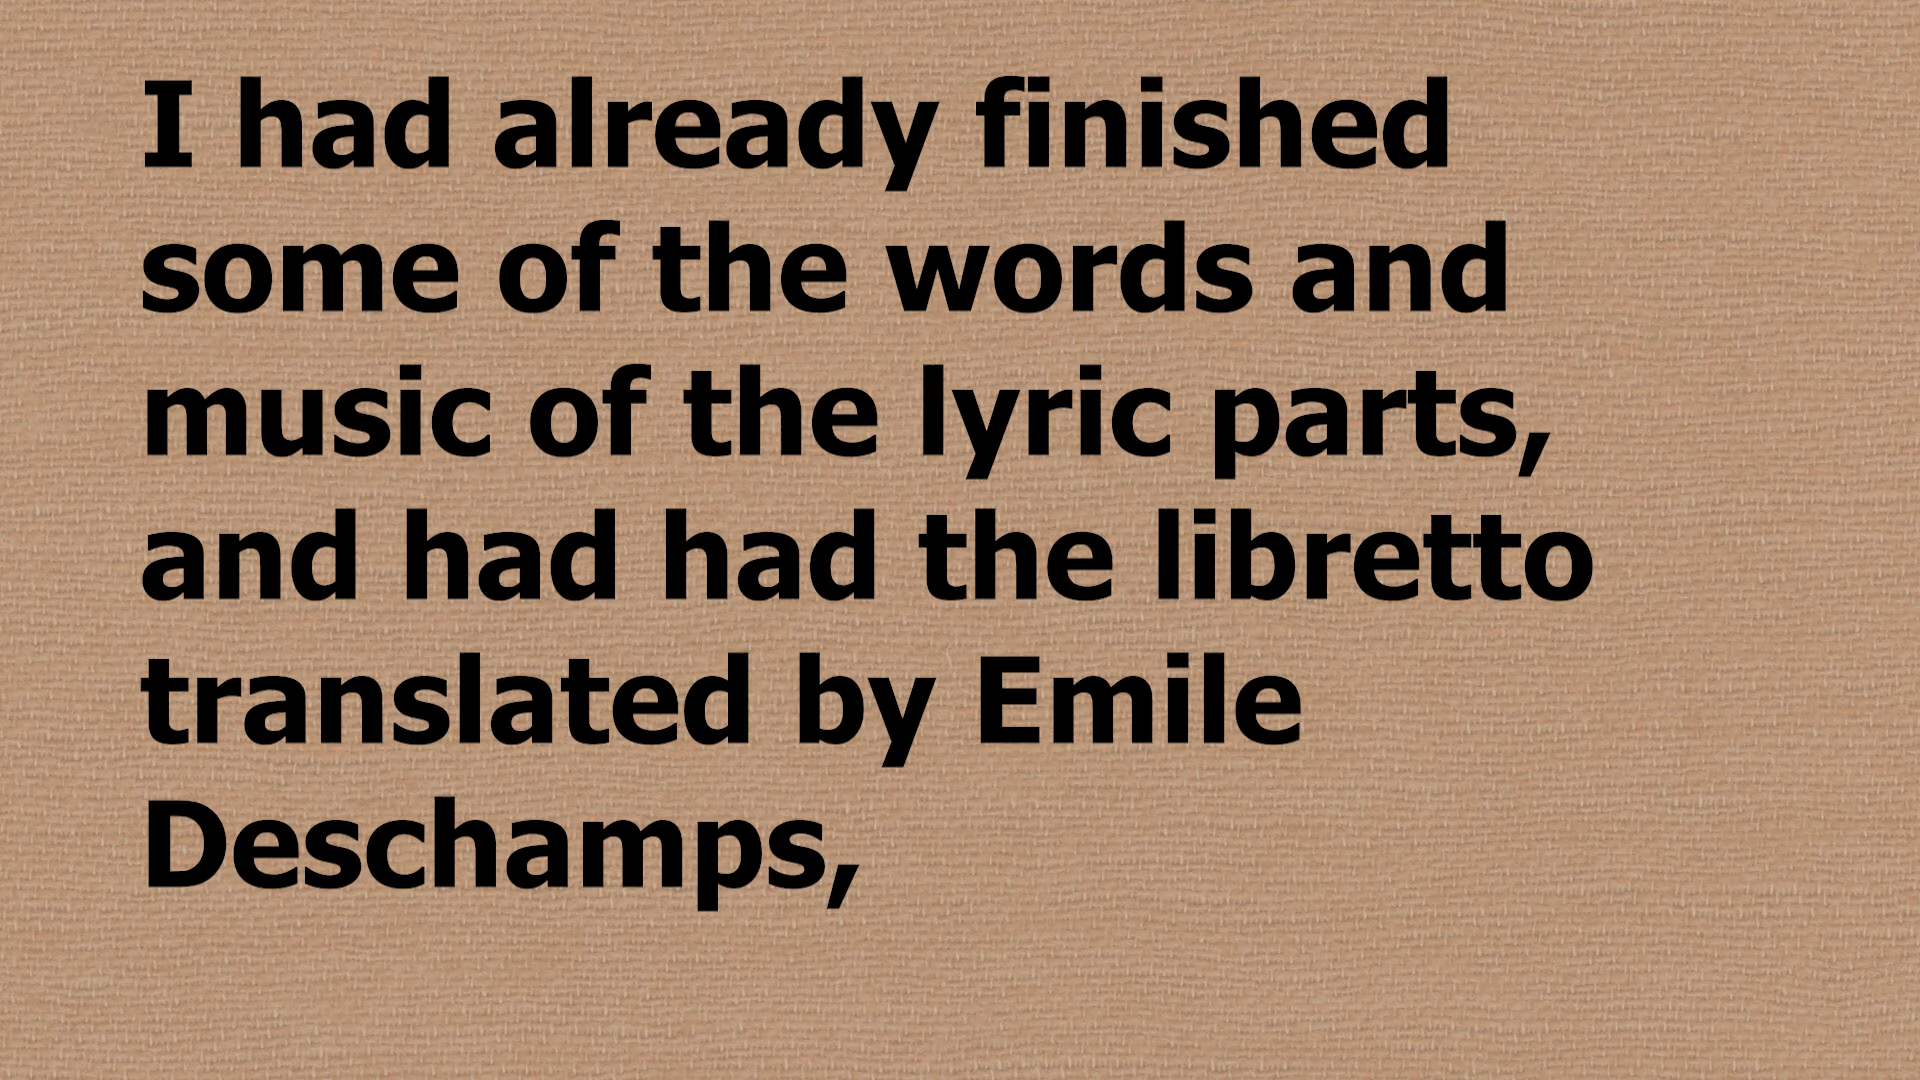 I had already finished
some of the words and
music of the lyric parts,
and had had the libretto
translated by Emile
Deschamps,